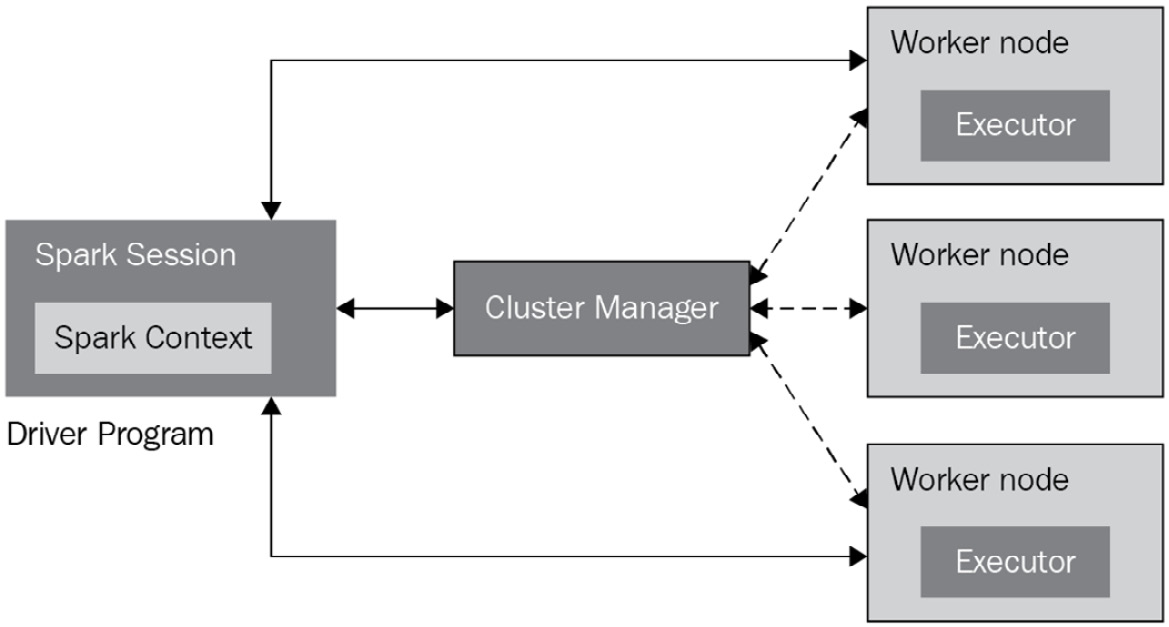 Worker node
Executor
Spark Session
Spark Context
Driver Program
Cluster Manager
Worker node
Executor
Worker node
Executor